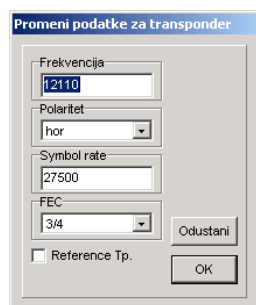 Promeni podatke za transponder
Frekvencija
12110
Polaritet
hor
Symbol rate
27500
FEC
3/4
Odustani
Reference Tp.
OK